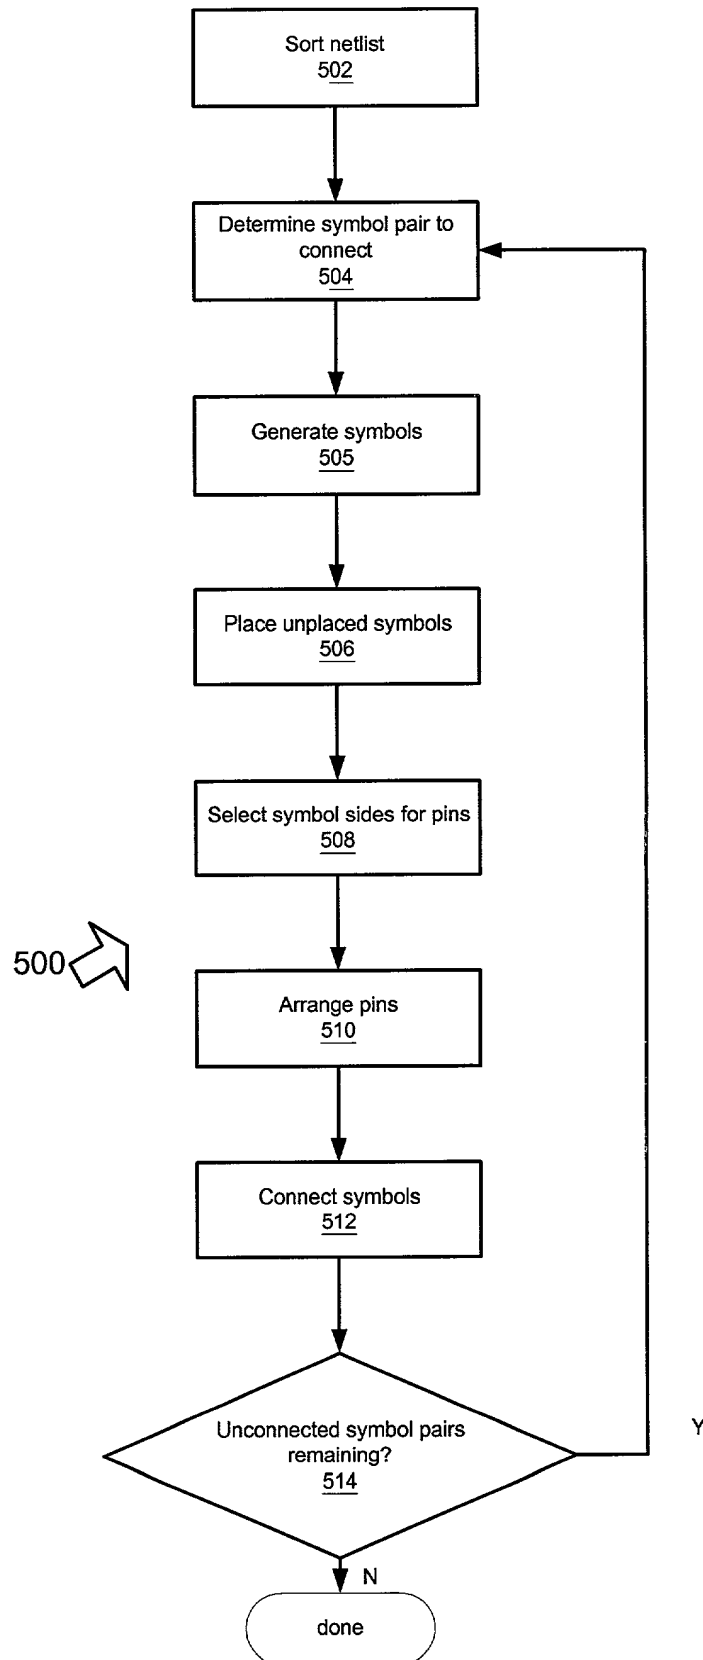 Sort netlist
502
Determine symbol pair to
connect
504
Generate symbols
505
Place unplaced symbols
506
Select symbol sides for pins
508
500
Arrange pins
510
Connect symbols
512
Unconnected symbol pairs
remaining?
514
Y
N
done